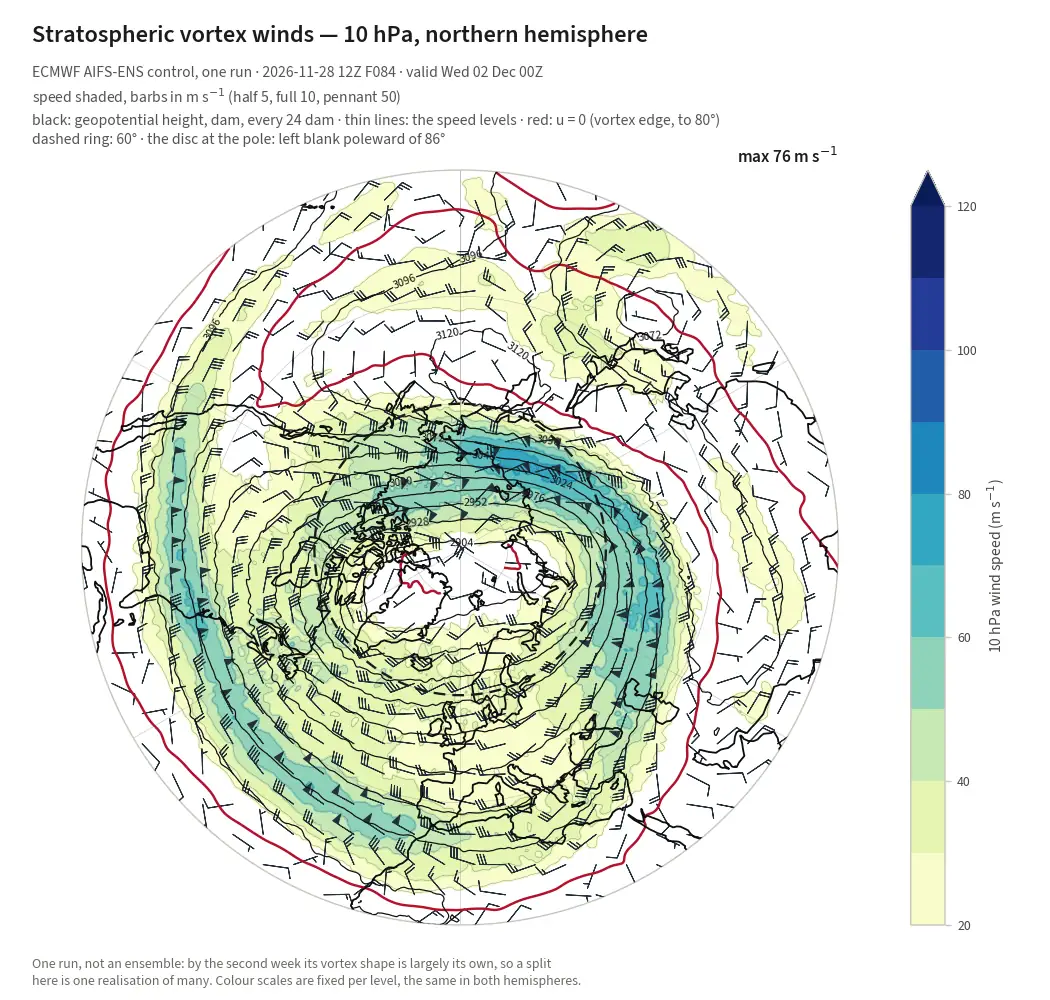 Stratospheric vortex winds — 10 hPa, northern hemisphere
ECMWF AIFS-ENS control, one run · 2026-11-28 12Z F084 · valid Wed 02 Dec 00Z
speed shaded, barbs in m s⁻¹ (half 5, full 10, pennant 50)
black: geopotential height, dam, every 24 dam · thin lines: the speed levels · red: u = 0 (vortex edge, to 80°)
dashed ring: 60° · the disc at the pole: left blank poleward of 86°
max 76 m s⁻¹
120
100
80
60
40
20
10 hPa wind speed (m s⁻¹)
3096
3096
3096
3120
3120
3072
3024
2952
2928
2904
One run, not an ensemble: by the second week its vortex shape is largely its own, so a split
here is one realisation of many. Colour scales are fixed per level, the same in both hemispheres.